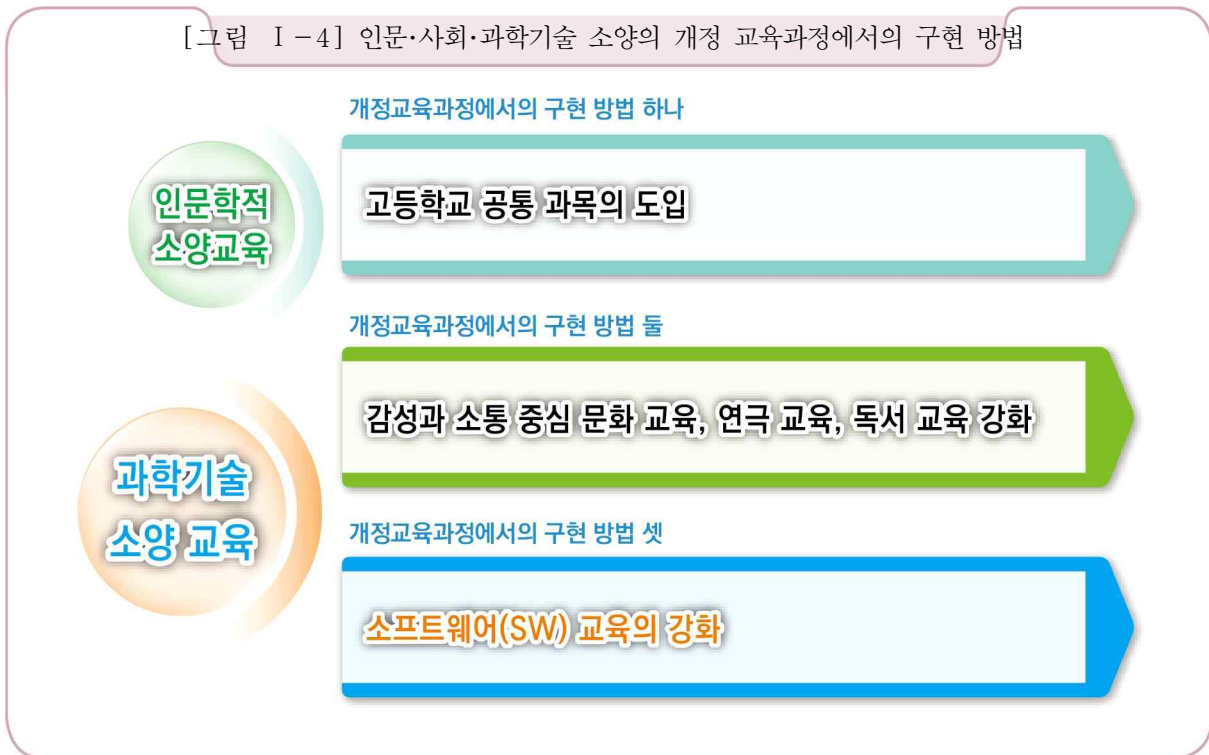 [그림 Ⅰ-4] 인문·사회·과학기술 소양의 개정 교육과정에서의 구현 방법
개정교육과정에서의 구현 방법 하나
인문학적
소양교육
고등학교 공통 과목의 도입
개정교육과정에서의 구현 방법 둘
감성과 소통 중심 문화 교육, 연극 교육, 독서 교육 강화
과학기술
소양 교육
개정교육과정에서의 구현 방법 셋
소프트웨어(SW) 교육의 강화